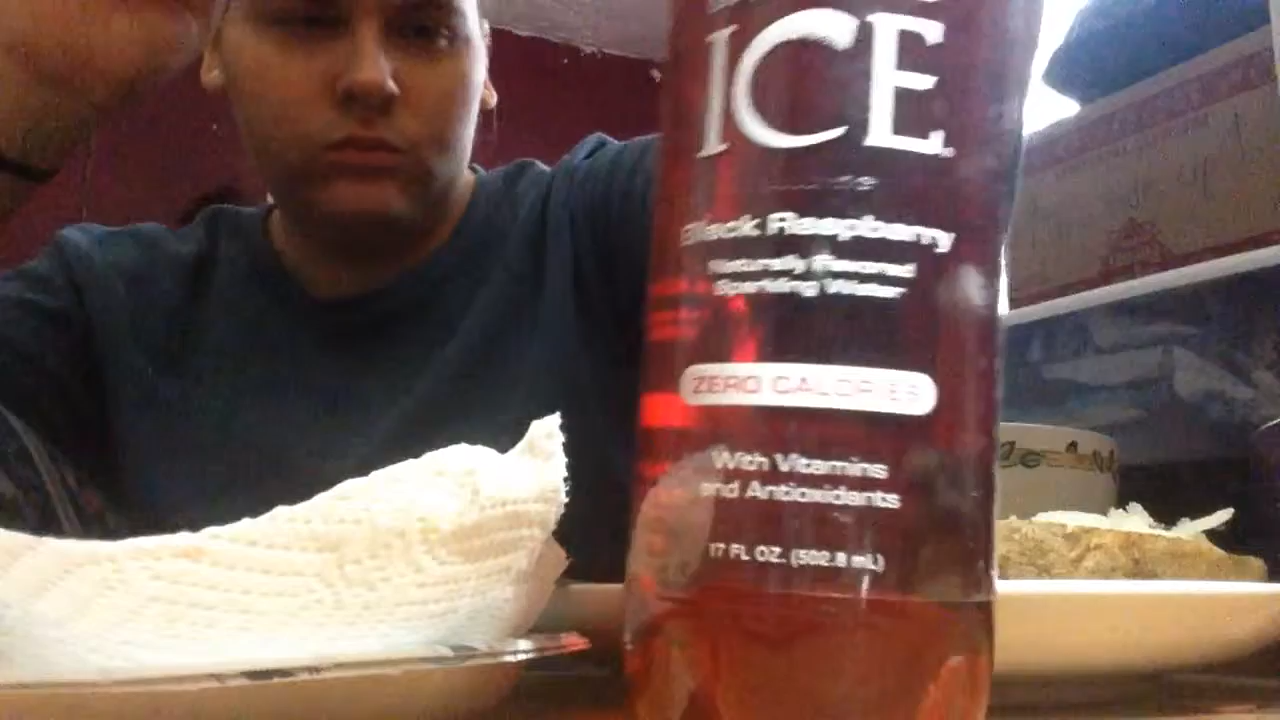 ICE
Black Raspberry
Naturally Flavored
Sparkling Water
ZERO CALORIES
With Vitamins
and Antioxidants
17 FL OZ. (502.8 mL)